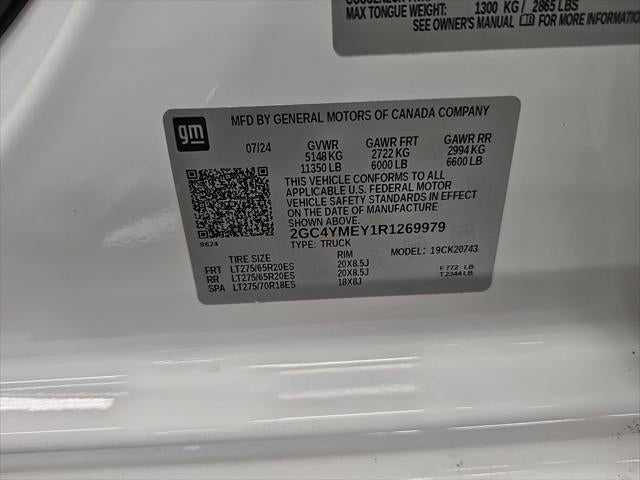 MAX TONGUE WEIGHT: 1300 KG/ 2865 LBS
SEE OWNER'S MANUAL FOR MORE INFORMATION
MFD BY GENERAL MOTORS OF CANADA COMPANY
gm
07/24 GVWR GAWR FRT GAWR RR
5148 KG 2722 KG 2994 KG
11350 LB 6000 LB 6600 LB
THIS VEHICLE CONFORMS TO ALL
APPLICABLE U.S. FEDERAL MOTOR
VEHICLE SAFETY STANDARDS IN
EFFECT ON THE DATE OF MANUFACTURE
SHOWN ABOVE.
2GC4YMEY1R1269979
8624 TYPE: TRUCK MODEL: 19CK20743
TIRE SIZE RIM
FRT LT275/65R20ES 20X8.5J F 772 LB
RR LT275/65R20ES 20X8.5J T 2344 LB
SPA LT275/70R18ES 18X8J